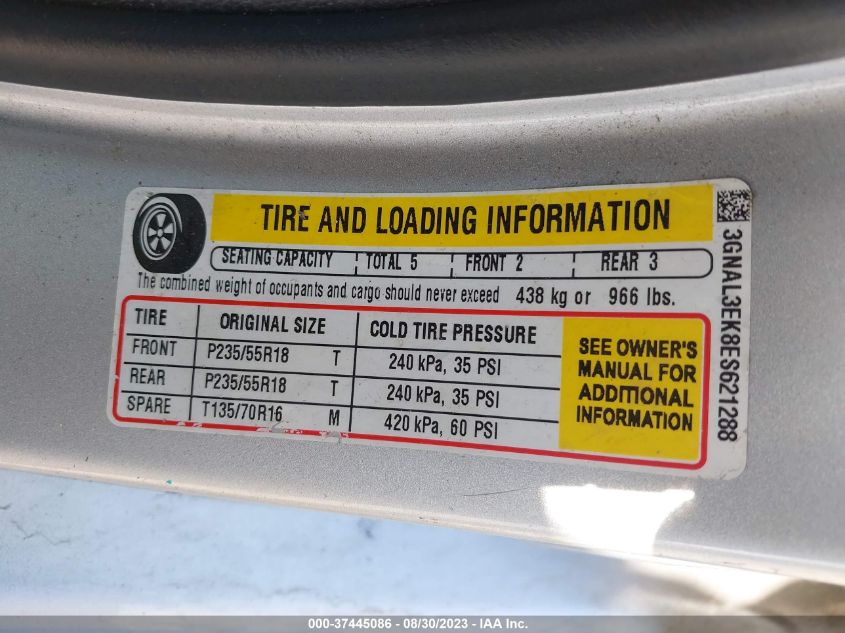 TIRE AND LOADING INFORMATION
SEATING CAPACITY TOTAL 5 FRONT 2 REAR 3
The combined weight of occupants and cargo should never exceed 438 kg or 966 lbs.
TIRE ORIGINAL SIZE COLD TIRE PRESSURE
FRONT P235/55R18 T 240 kPa, 35 PSI
REAR P235/55R18 T 240 kPa, 35 PSI
SPARE T135/70R16 M 420 kPa, 60 PSI
SEE OWNER'S
MANUAL FOR
ADDITIONAL
INFORMATION
3GNAL3EK8ES621288
000-37445086 - 08/30/2023 - IAA Inc.